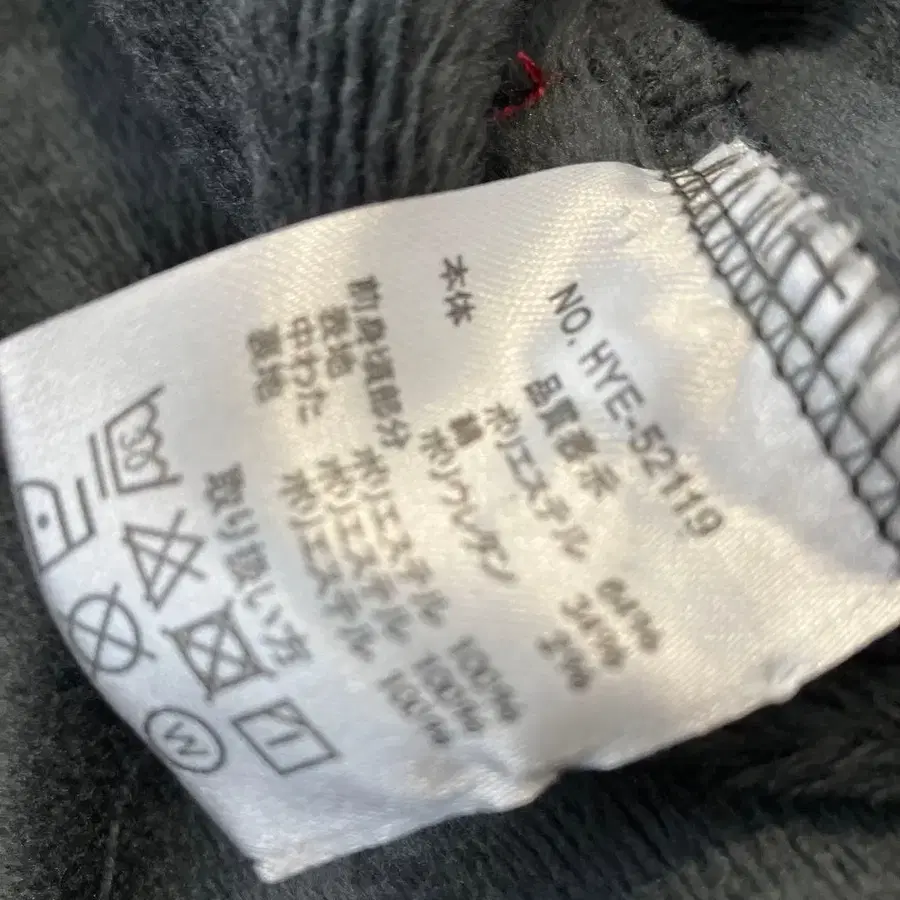 NO. HYE-52119
品質表示
本体 ポリエステル 64%
綿 34%
ポリウレタン 2%
前身頃部分
表地 ポリエステル 100%
中わた ポリエステル 100%
裏地 ポリエステル 100%
取り扱い方
30
W